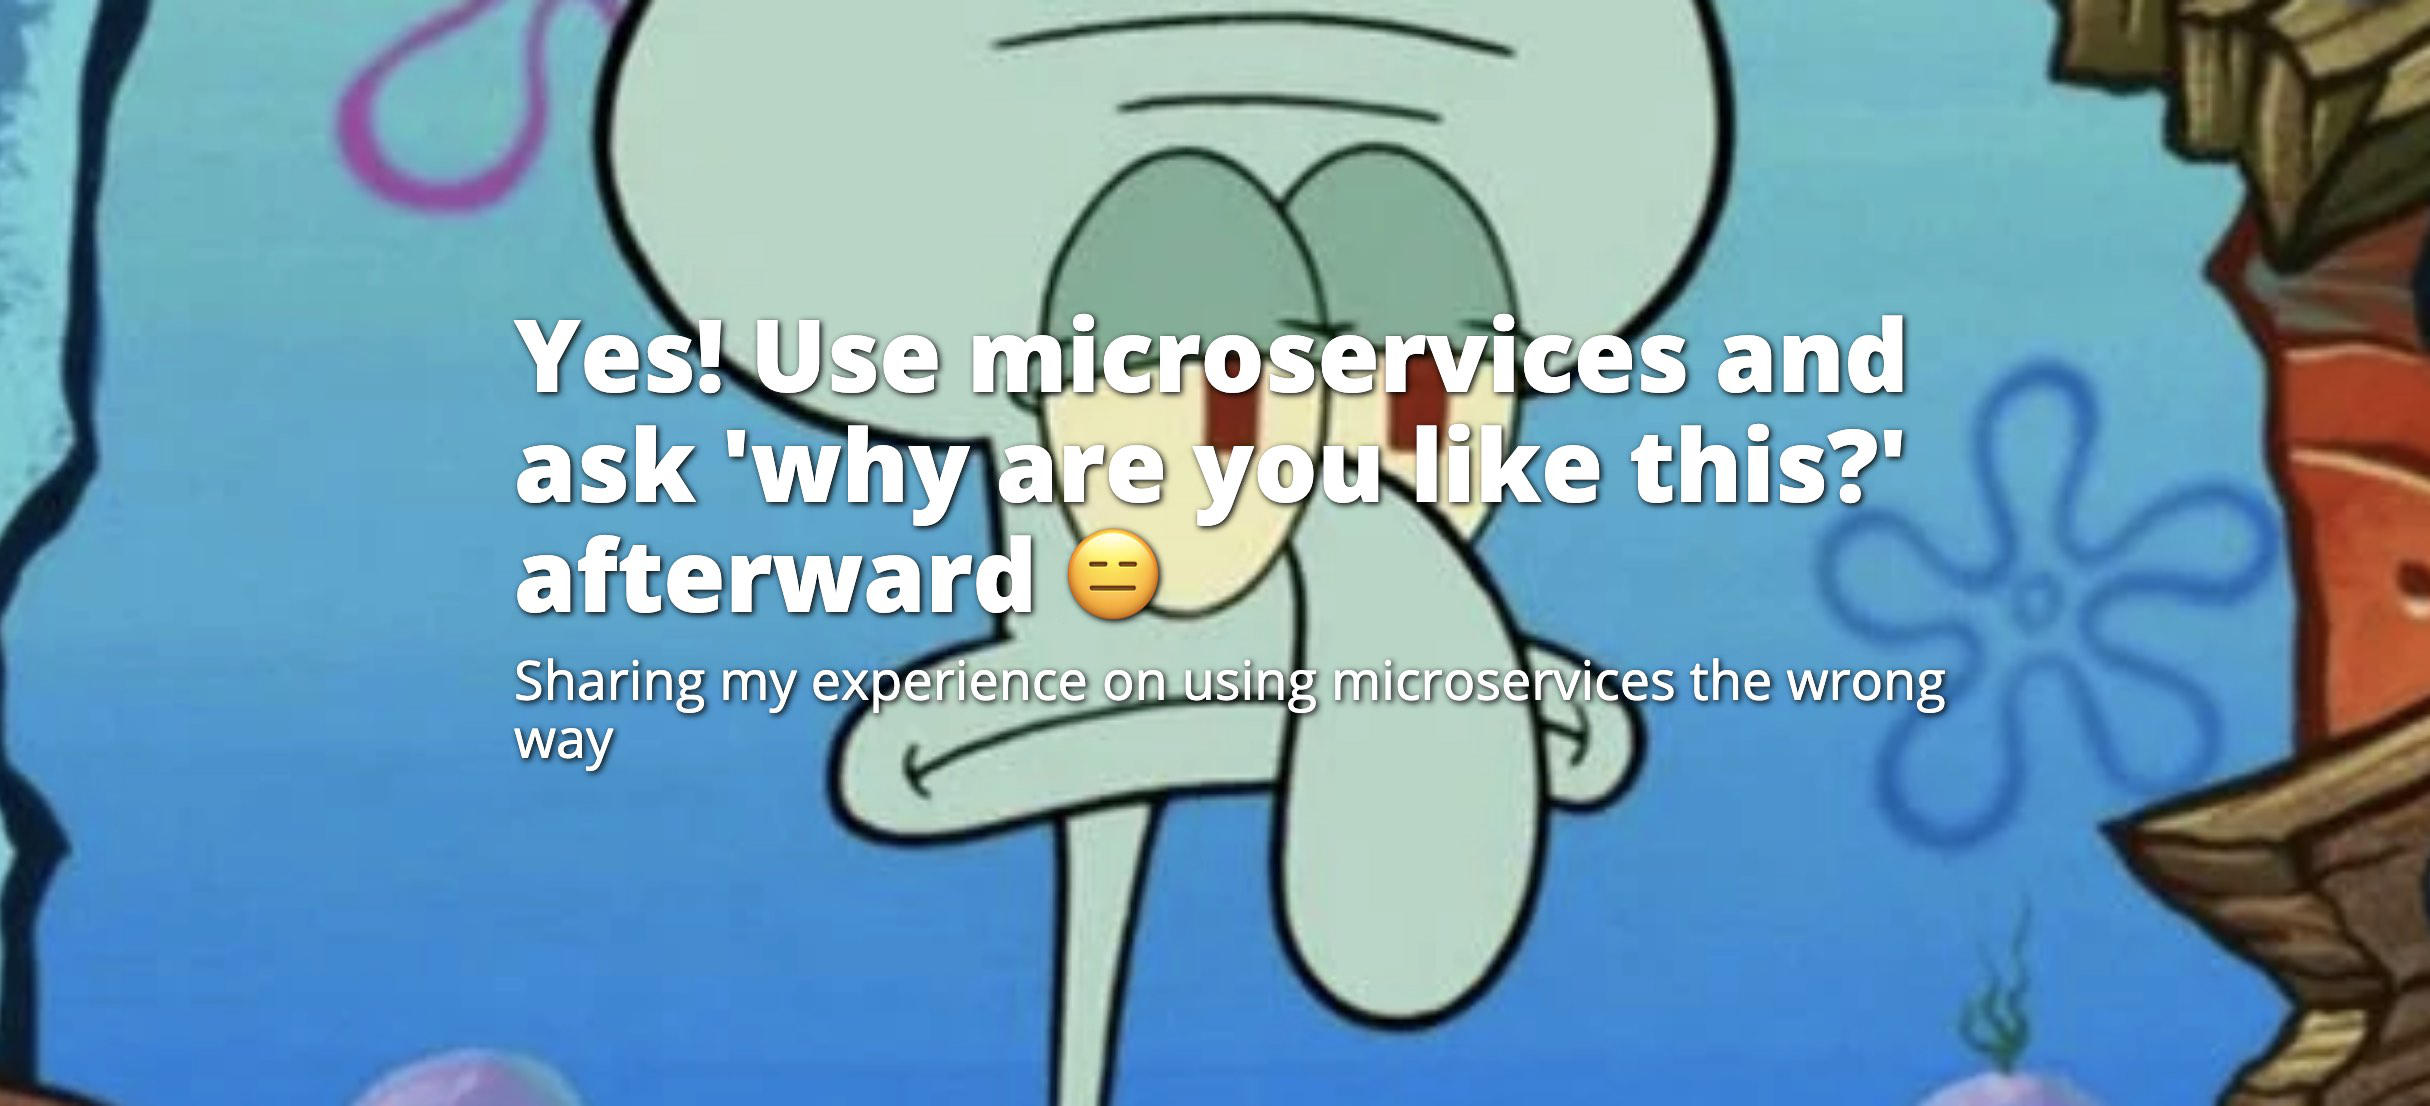 Yes! Use microservices and
ask 'why are you like this?'
afterward 😑
Sharing my experience on using microservices the wrong
way